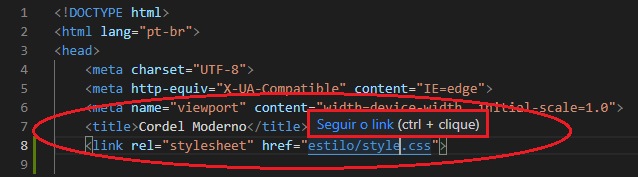 1 <!DOCTYPE html>
2 <html lang="pt-br">
3 <head>
4 <meta charset="UTF-8">
5 <meta http-equiv="X-UA-Compatible" content="IE=edge">
6 <meta name="viewport" content="width=device-width, initial-scale=1.0">
7 <title>Cordel Moderno</title> Seguir o link (ctrl + clique)
8 <link rel="stylesheet" href="estilo/style.css">
9